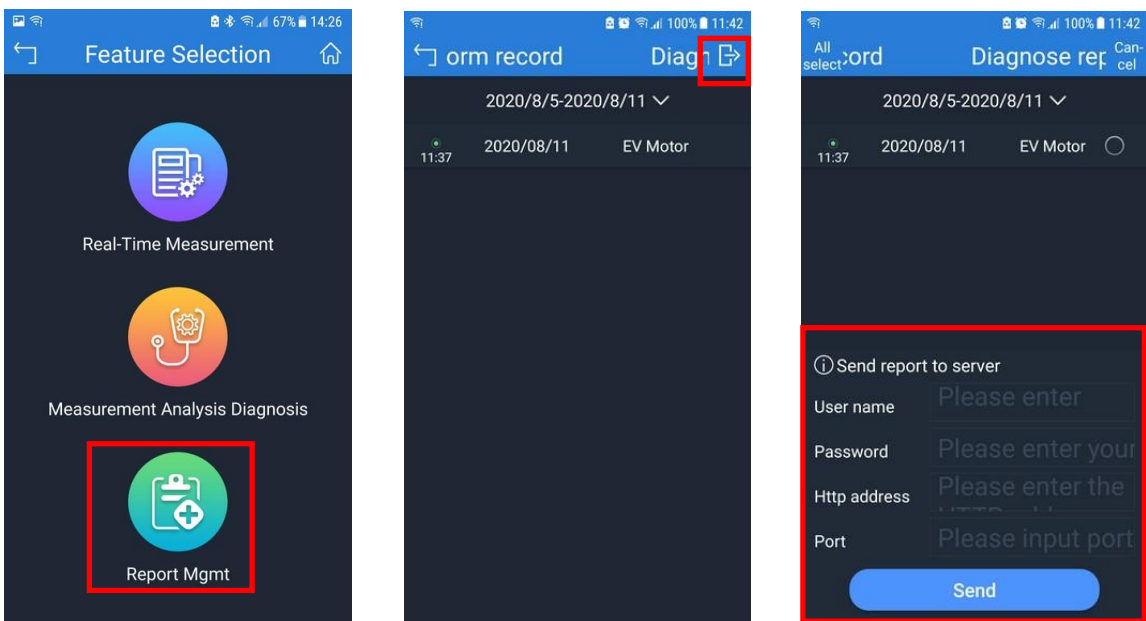 67% 14:26
Feature Selection
Real-Time Measurement
Measurement Analysis Diagnosis
Report Mgmt
100% 11:42
orm record Diagn
2020/8/5-2020/8/11
11:37 2020/08/11 EV Motor
100% 11:42
All select cord Diagnose rep Can-cel
2020/8/5-2020/8/11
11:37 2020/08/11 EV Motor
Send report to server
User name Please enter
Password Please enter your
Http address Please enter the
Port Please input port
Send